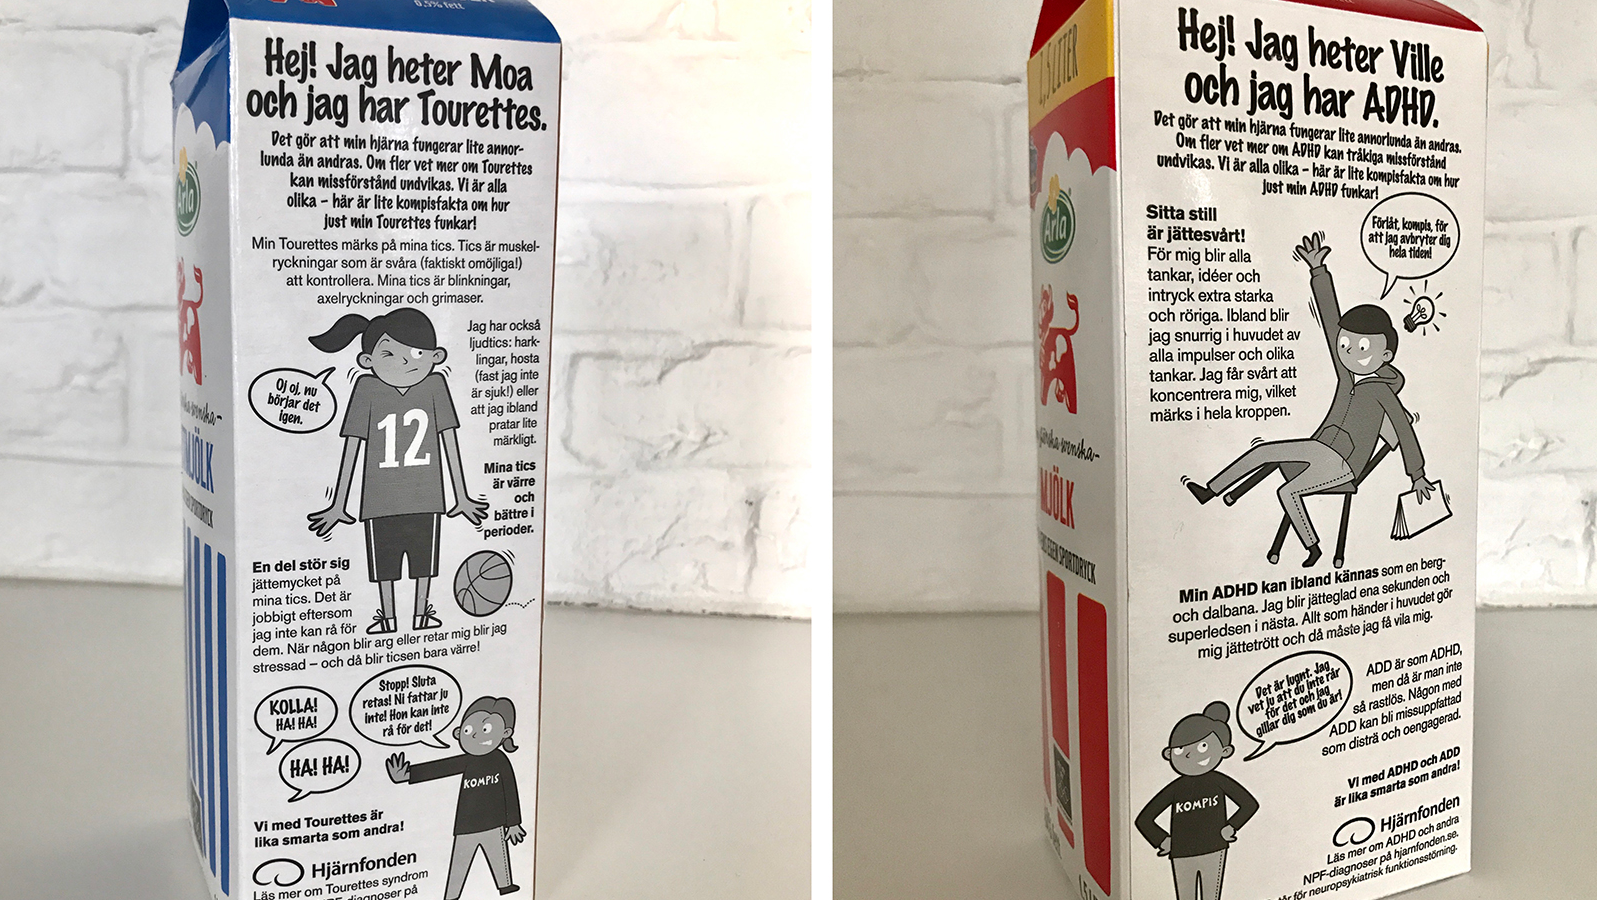 0,5% fett
Hej! Jag heter Moa
och jag har Tourettes.
Det gör att min hjärna fungerar lite annor-
lunda än andras. Om fler vet mer om Tourettes
kan missförstånd undvikas. Vi är alla
olika – här är lite kompisfakta om hur
just min Tourettes funkar!
Min Tourettes märks på mina tics. Tics är muskel-
ryckningar som är svåra (faktiskt omöjliga!)
att kontrollera. Mina tics är blinkningar,
axelryckningar och grimaser.
Jag har också
ljudtics: hark-
lingar, hosta
(fast jag inte
är sjuk!) eller
att jag ibland
pratar lite
märkligt.
Oj oj, nu
börjar det
igen.
12
Mina tics
är värre
och
bättre i
perioder.
En del stör sig
jättemycket på
mina tics. Det är
jobbigt eftersom
jag inte kan rå för
dem. När någon blir arg eller retar mig blir jag
stressad – och då blir ticsen bara värre!
KOLLA!
HA! HA!
HA! HA!
Stopp! Sluta
retas! Ni fattar ju
inte! Hon kan inte
rå för det!
KOMPIS
Vi med Tourettes är
lika smarta som andra!
Hjärnfonden
Läs mer om Tourettes syndrom
diagnoser på
Arla
svenska-
MJÖLK
SPORTDRYCK
Hej! Jag heter Ville
och jag har ADHD.
Det gör att min hjärna fungerar lite annorlunda än andras.
Om fler vet mer om ADHD kan tråkiga missförstånd
undvikas. Vi är alla olika – här är lite kompisfakta om hur
just min ADHD funkar!
Sitta still
är jättesvårt!
För mig blir alla
tankar, idéer och
intryck extra starka
och röriga. Ibland blir
jag snurrig i huvudet av
alla impulser och olika
tankar. Jag får svårt att
koncentrera mig, vilket
märks i hela kroppen.
Förlåt, kompis, för
att jag avbryter dig
hela tiden!
Min ADHD kan ibland kännas som en berg-
och dalbana. Jag blir jätteglad ena sekunden och
superledsen i nästa. Allt som händer i huvudet gör
mig jättetrött och då måste jag få vila mig.
Det är lugnt. Jag
vet ju att du inte rår
för det och jag
gillar dig som du är!
KOMPIS
ADD är som ADHD,
men då är man inte
så rastlös. Någon med
ADD kan bli missuppfattad
som disträ och oengagerad.
Vi med ADHD och ADD
är lika smarta som andra!
Hjärnfonden
Läs mer om ADHD och andra
NPF-diagnoser på hjarnfonden.se.
för neuropsykiatrisk funktionsstörning.
1,5 LITER
Arla
svenska-
MJÖLK
EGEN SPORTDRYCK